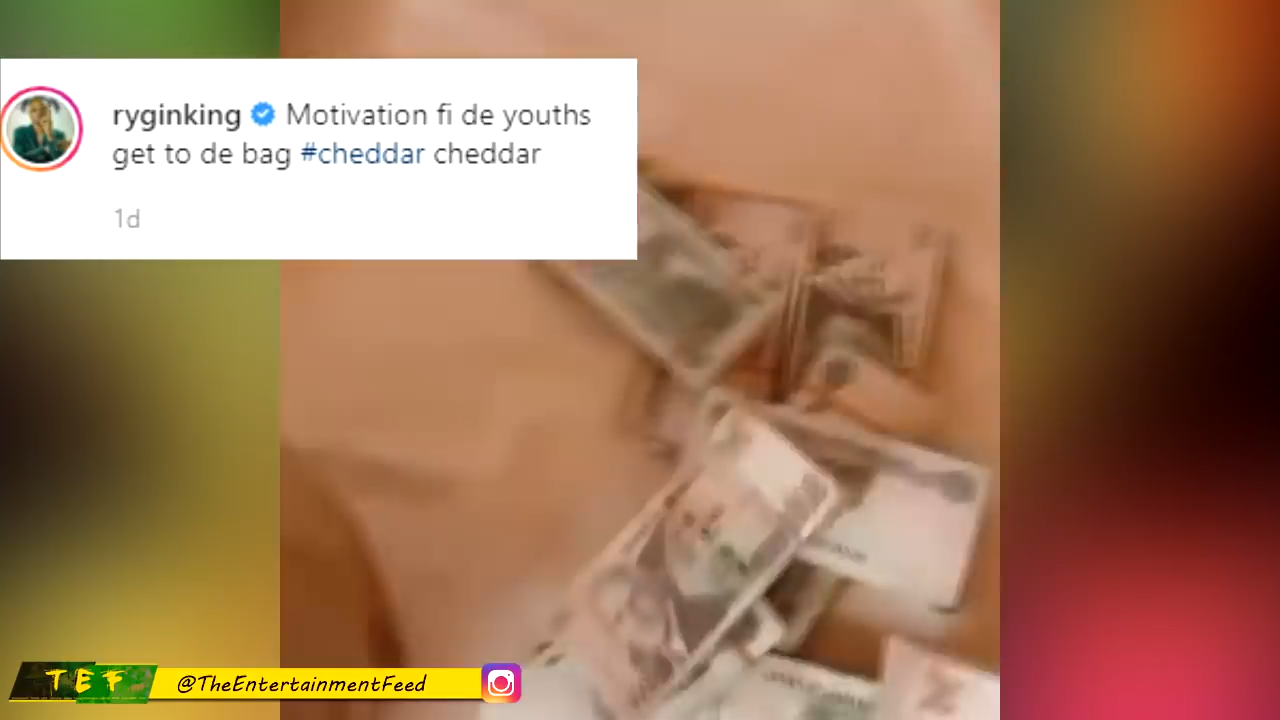 ryginking Motivation fi de youths
get to de bag #cheddar cheddar
1d
TEF @TheEntertainmentFeed